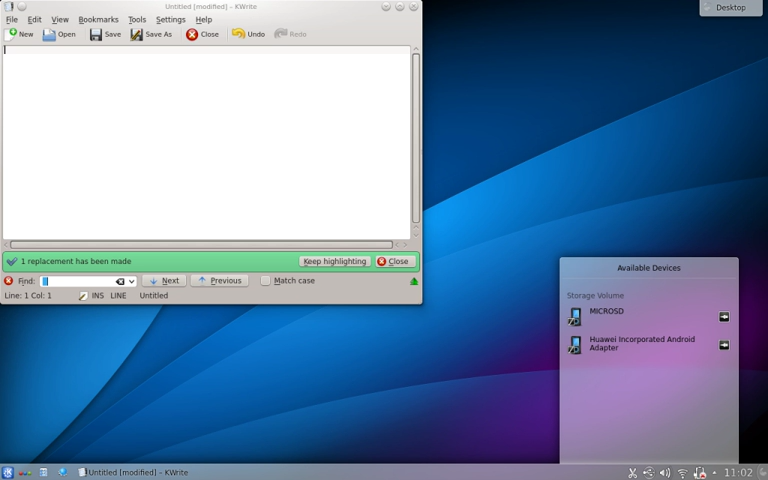 Untitled [modified] – KWrite
File Edit View Bookmarks Tools Settings Help
New Open Save Save As Close Undo Redo
1 replacement has been made Keep highlighting Close
Find: Next Previous Match case
Line: 1 Col: 1 INS LINE Untitled
Desktop
Available Devices
Storage Volume
MICROSD
Huawei Incorporated Android
Adapter
Untitled [modified] – KWrite
11:02